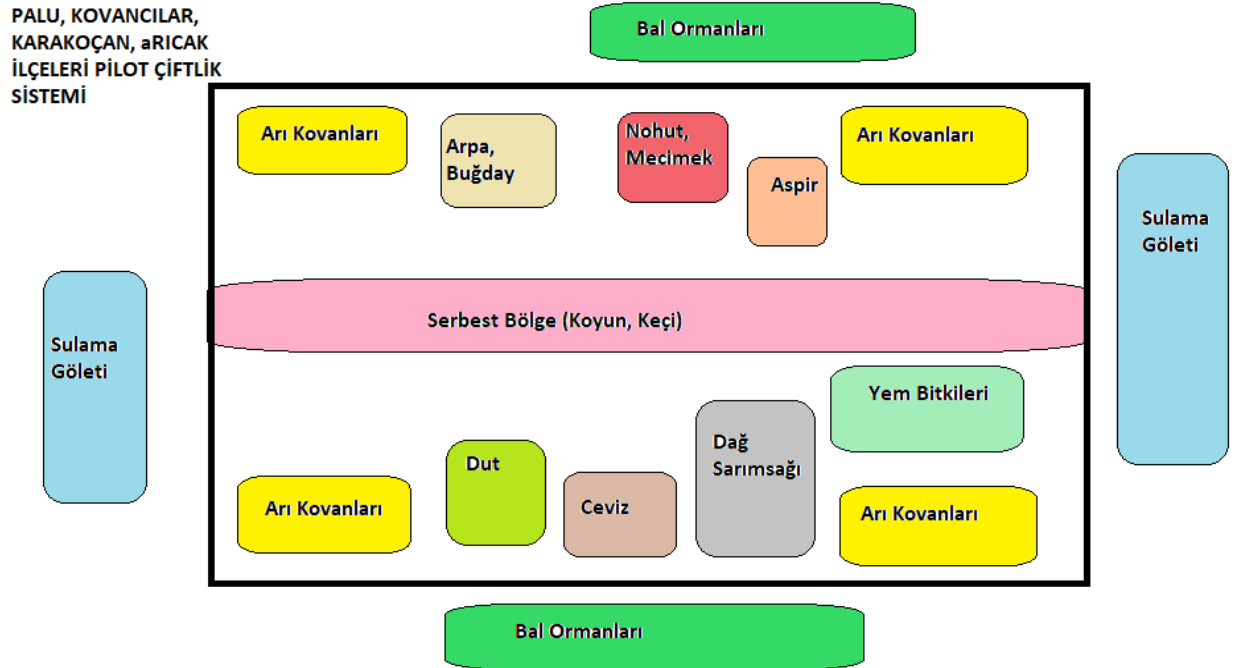 PALU, KOVANCILAR,
KARAKOÇAN, aRICAK
İLÇELERİ PİLOT ÇİFTLİK
SİSTEMİ
Bal Ormanları
Arı Kovanları
Arpa,
Buğday
Nohut,
Mecimek
Aspir
Arı Kovanları
Sulama
Göleti
Serbest Bölge (Koyun, Keçi)
Sulama
Göleti
Yem Bitkileri
Dut
Ceviz
Dağ
Sarımsağı
Arı Kovanları
Arı Kovanları
Bal Ormanları